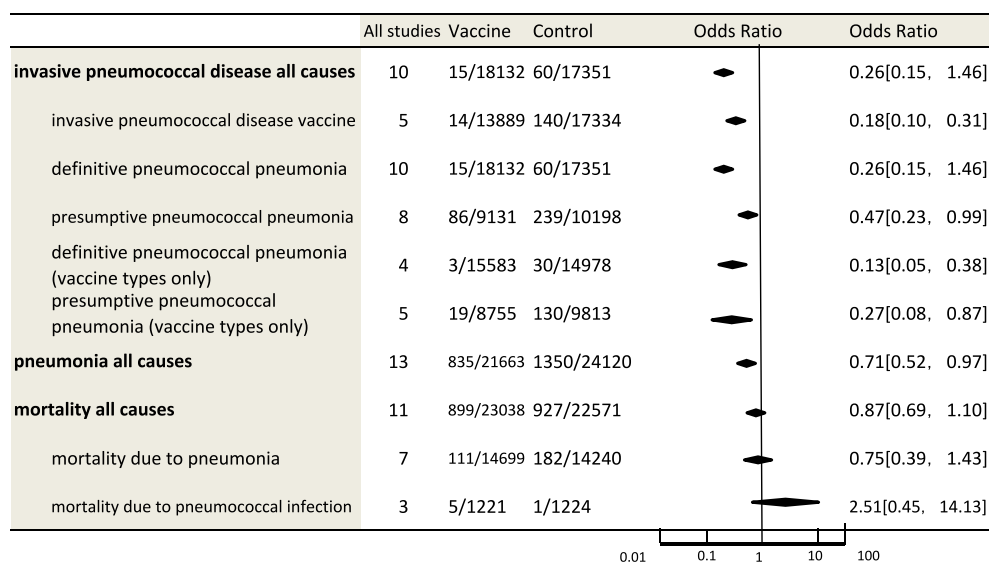 All studies Vaccine Control Odds Ratio Odds Ratio
invasive pneumococcal disease all causes 10 15/18132 60/17351 0.26[0.15, 1.46]
invasive pneumococcal disease vaccine 5 14/13889 140/17334 0.18[0.10, 0.31]
definitive pneumococcal pneumonia 10 15/18132 60/17351 0.26[0.15, 1.46]
presumptive pneumococcal pneumonia 8 86/9131 239/10198 0.47[0.23, 0.99]
definitive pneumococcal pneumonia
(vaccine types only) 4 3/15583 30/14978 0.13[0.05, 0.38]
presumptive pneumococcal
pneumonia (vaccine types only) 5 19/8755 130/9813 0.27[0.08, 0.87]
pneumonia all causes 13 835/21663 1350/24120 0.71[0.52, 0.97]
mortality all causes 11 899/23038 927/22571 0.87[0.69, 1.10]
mortality due to pneumonia 7 111/14699 182/14240 0.75[0.39, 1.43]
mortality due to pneumococcal infection 3 5/1221 1/1224 2.51[0.45, 14.13]
0.01 0.1 1 10 100